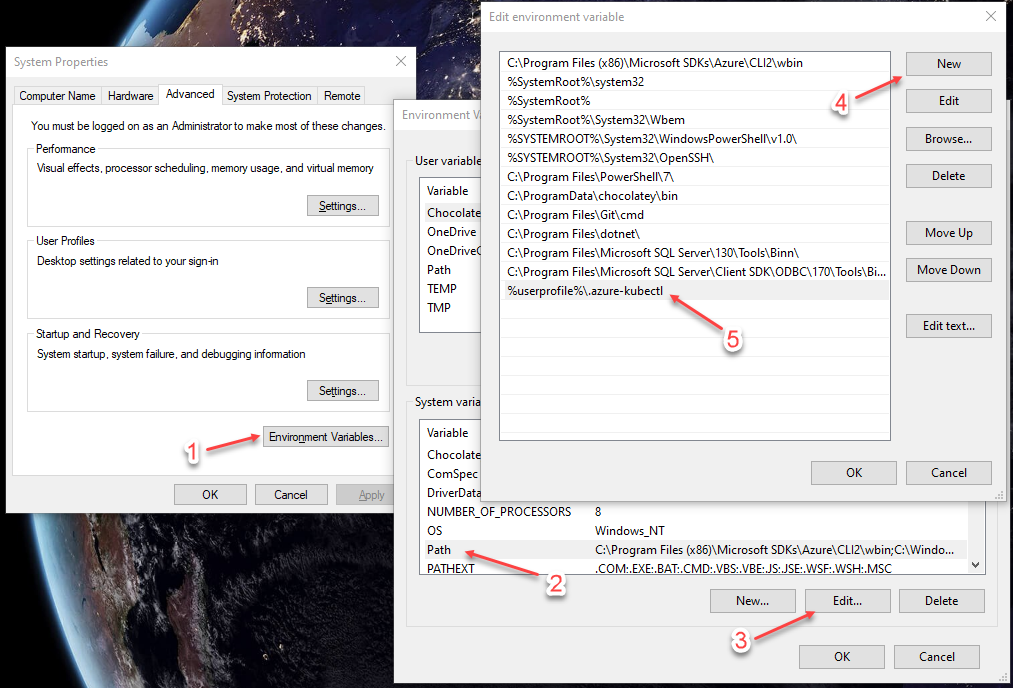 System Properties
Computer Name Hardware Advanced System Protection Remote
You must be logged on as an Administrator to make most of these changes.
Performance
Visual effects, processor scheduling, memory usage, and virtual memory
Settings...
User Profiles
Desktop settings related to your sign-in
Settings...
Startup and Recovery
System startup, system failure, and debugging information
Settings...
1
Environment Variables...
OK Cancel Apply
Environment V
User variable
Variable
Chocolate
OneDrive
OneDriveC
Path
TEMP
TMP
System varia
Variable
Chocolate
ComSpec
DriverData
NUMBER_OF_PROCESSORS 8
OS Windows_NT
Path C:\Program Files (x86)\Microsoft SDKs\Azure\CLI2\wbin;C:\Windo...
PATHEXT .COM;.EXE;.BAT;.CMD;.VBS;.VBE;.JS;.JSE;.WSF;.WSH;.MSC
2
New... Edit... Delete
3
OK Cancel
Edit environment variable
C:\Program Files (x86)\Microsoft SDKs\Azure\CLI2\wbin
%SystemRoot%\system32
%SystemRoot%
%SystemRoot%\System32\Wbem
%SYSTEMROOT%\System32\WindowsPowerShell\v1.0\
%SYSTEMROOT%\System32\OpenSSH\
C:\Program Files\PowerShell\7\
C:\ProgramData\chocolatey\bin
C:\Program Files\Git\cmd
C:\Program Files\dotnet\
C:\Program Files\Microsoft SQL Server\130\Tools\Binn\
C:\Program Files\Microsoft SQL Server\Client SDK\ODBC\170\Tools\Bi...
%userprofile%\.azure-kubectl
5
4
New
Edit
Browse...
Delete
Move Up
Move Down
Edit text...
OK Cancel